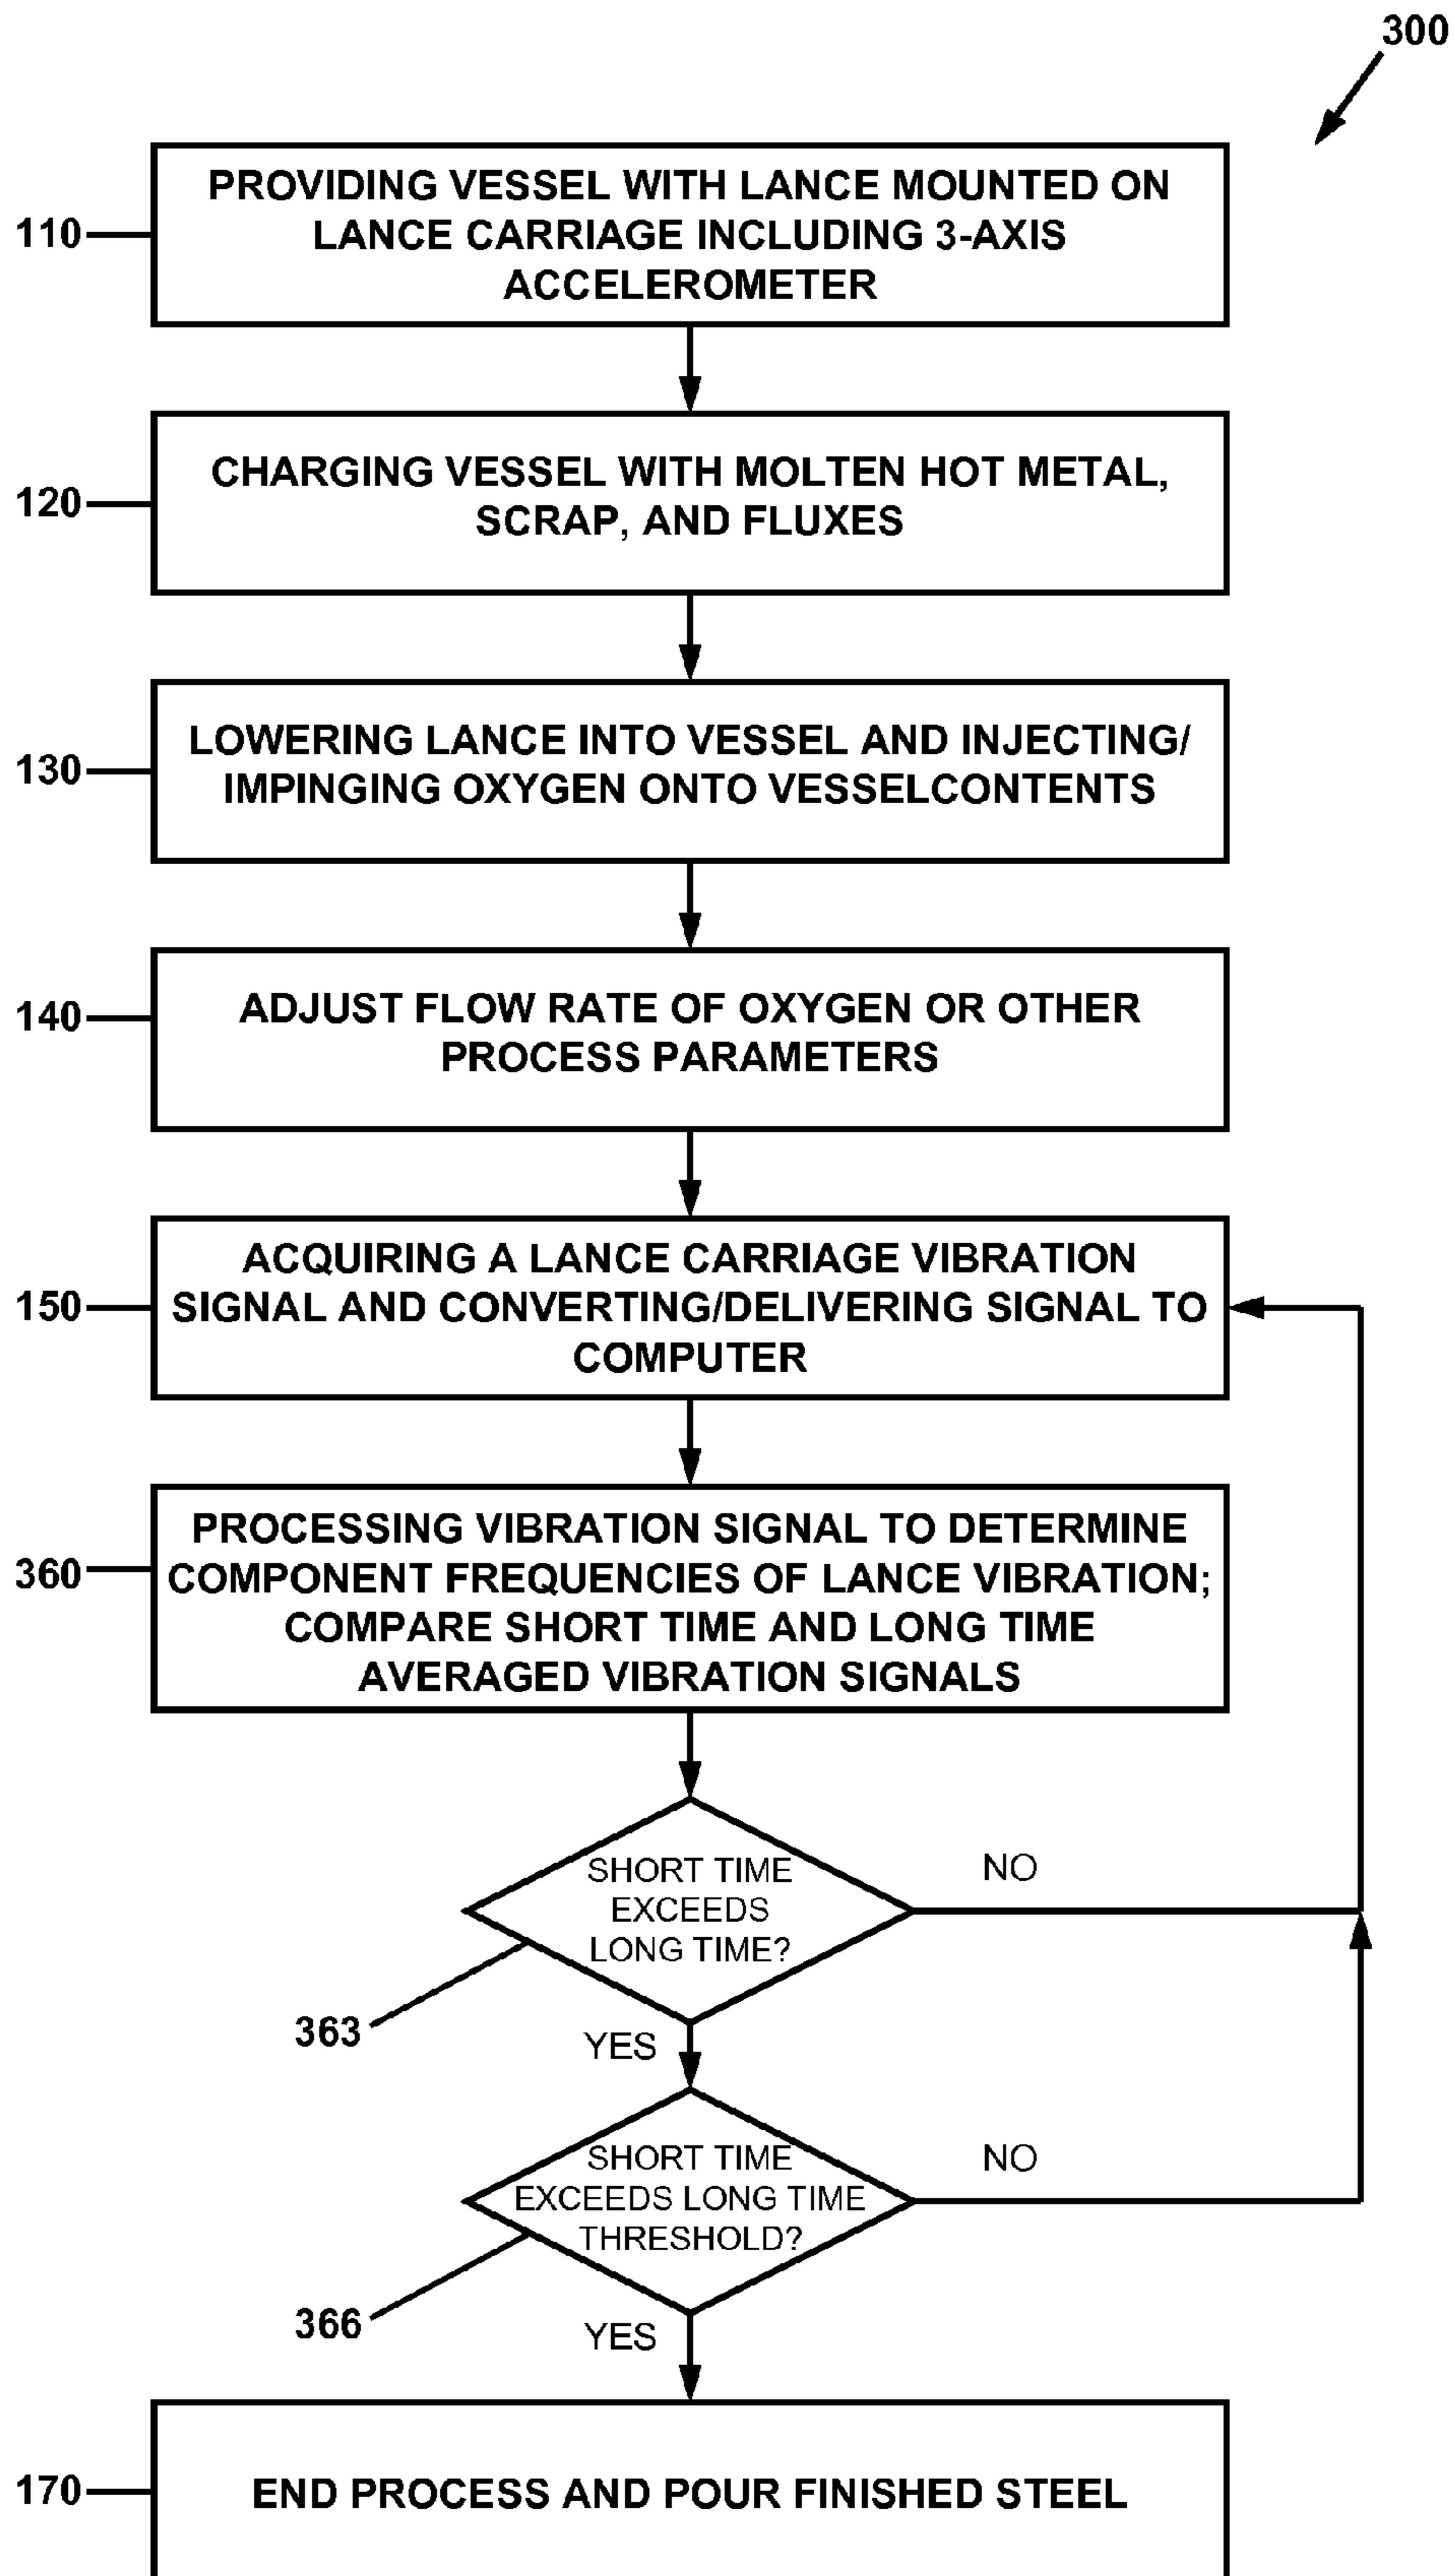 300
PROVIDING VESSEL WITH LANCE MOUNTED ON
LANCE CARRIAGE INCLUDING 3-AXIS
ACCELEROMETER
110
CHARGING VESSEL WITH MOLTEN HOT METAL,
SCRAP, AND FLUXES
120
LOWERING LANCE INTO VESSEL AND INJECTING/
IMPINGING OXYGEN ONTO VESSELCONTENTS
130
ADJUST FLOW RATE OF OXYGEN OR OTHER
PROCESS PARAMETERS
140
ACQUIRING A LANCE CARRIAGE VIBRATION
SIGNAL AND CONVERTING/DELIVERING SIGNAL TO
COMPUTER
150
PROCESSING VIBRATION SIGNAL TO DETERMINE
COMPONENT FREQUENCIES OF LANCE VIBRATION;
COMPARE SHORT TIME AND LONG TIME
AVERAGED VIBRATION SIGNALS
360
SHORT TIME
EXCEEDS
LONG TIME?
NO
363
YES
SHORT TIME
EXCEEDS LONG TIME
THRESHOLD?
NO
366
YES
END PROCESS AND POUR FINISHED STEEL
170